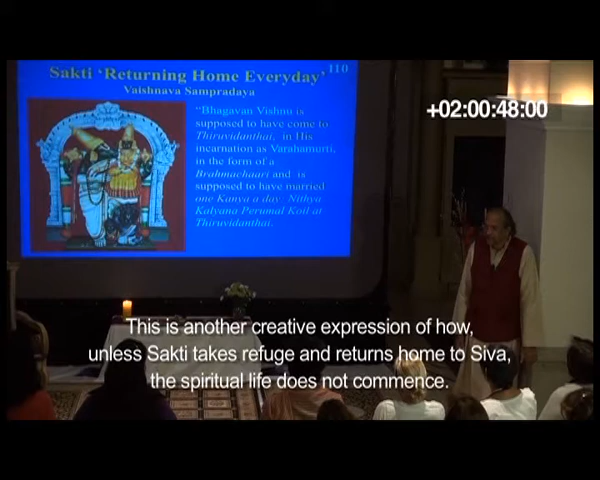 Sakti 'Returning Home Everyday' 110
Vaishnava Sampradaya
"Bhagavan Vishnu is
supposed to have come to
Thiruvidanthai, in His
incarnation as Varahamurti,
in the form of a
Brahmachaari and is
supposed to have married
one Kanya a day. Nithya
Kalyana Perumal Koil at
Thiruvidanthai.
+02:00:48:00
This is another creative expression of how,
unless Sakti takes refuge and returns home to Siva,
the spiritual life does not commence.